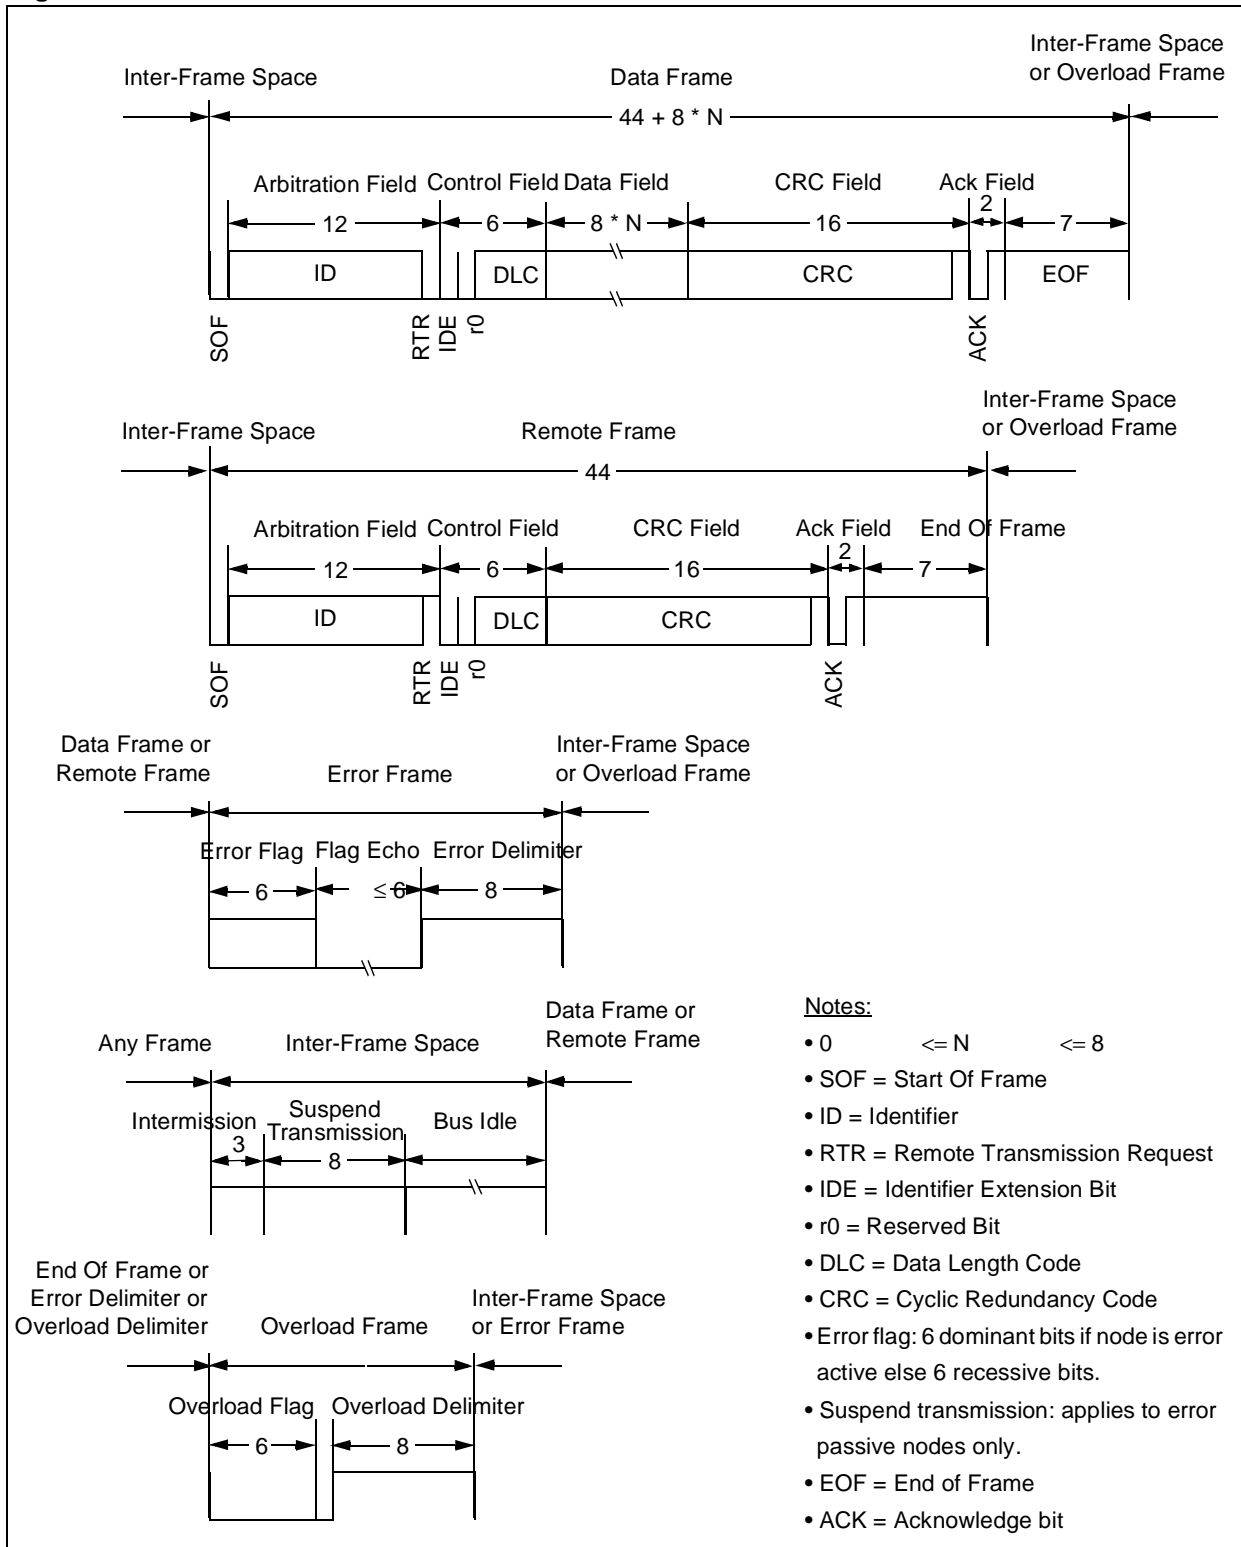 Inter-Frame Space
Data Frame
Inter-Frame Space
or Overload Frame
44 + 8 * N
Arbitration Field
Control Field
Data Field
CRC Field
Ack Field
12
6
8 * N
16
2
7
ID
DLC
CRC
EOF
SOF
RTR
IDE
r0
ACK
Inter-Frame Space
Remote Frame
Inter-Frame Space
or Overload Frame
44
Arbitration Field
Control Field
CRC Field
Ack Field
End Of Frame
12
6
16
2
7
ID
DLC
CRC
SOF
RTR
IDE
r0
ACK
Data Frame or
Remote Frame
Error Frame
Inter-Frame Space
or Overload Frame
Error Flag
Flag Echo
Error Delimiter
6
≤ 6
8
Any Frame
Inter-Frame Space
Data Frame or
Remote Frame
Intermission
Suspend
Transmission
Bus Idle
3
8
End Of Frame or
Error Delimiter or
Overload Delimiter
Overload Frame
Inter-Frame Space
or Error Frame
Overload Flag
Overload Delimiter
6
8
Notes:
• 0 <= N <= 8
• SOF = Start Of Frame
• ID = Identifier
• RTR = Remote Transmission Request
• IDE = Identifier Extension Bit
• r0 = Reserved Bit
• DLC = Data Length Code
• CRC = Cyclic Redundancy Code
• Error flag: 6 dominant bits if node is error
active else 6 recessive bits.
• Suspend transmission: applies to error
passive nodes only.
• EOF = End of Frame
• ACK = Acknowledge bit